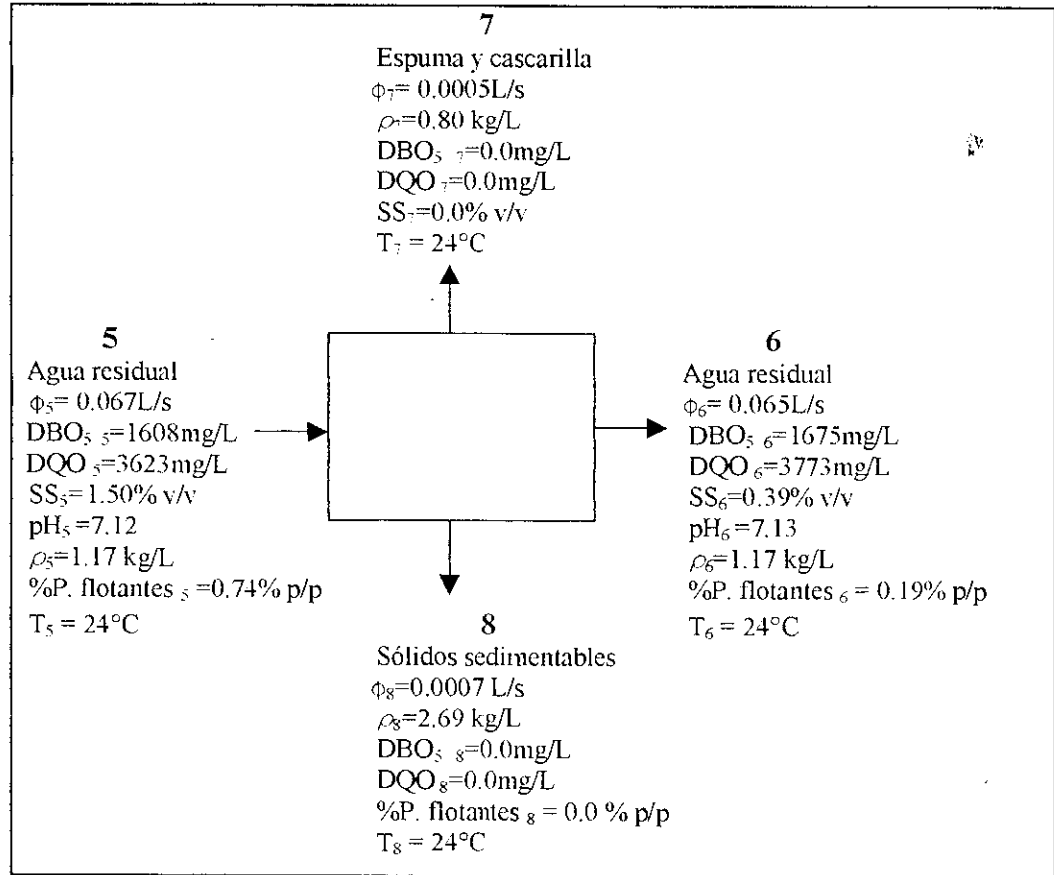 7
Espuma y cascarilla
ϕ₇= 0.0005L/s
ρ₇=0.80 kg/L
DBO₅ ₇=0.0mg/L
DQO ₇=0.0mg/L
SS₇=0.0% v/v
T₇ = 24°C
5
Agua residual
ϕ₅= 0.067L/s
DBO₅ ₅=1608mg/L
DQO ₅=3623mg/L
SS₅=1.50% v/v
pH₅ =7.12
ρ₅=1.17 kg/L
%P. flotantes ₅ =0.74% p/p
T₅ = 24°C
6
Agua residual
ϕ₆= 0.065L/s
DBO₅ ₆=1675mg/L
DQO ₆=3773mg/L
SS₆=0.39% v/v
pH₆ =7.13
ρ₆=1.17 kg/L
%P. flotantes ₆ = 0.19% p/p
T₆ = 24°C
8
Sólidos sedimentables
ϕ₈=0.0007 L/s
ρ₈=2.69 kg/L
DBO₅ ₈=0.0mg/L
DQO ₈=0.0mg/L
%P. flotantes ₈ = 0.0 % p/p
T₈ = 24°C